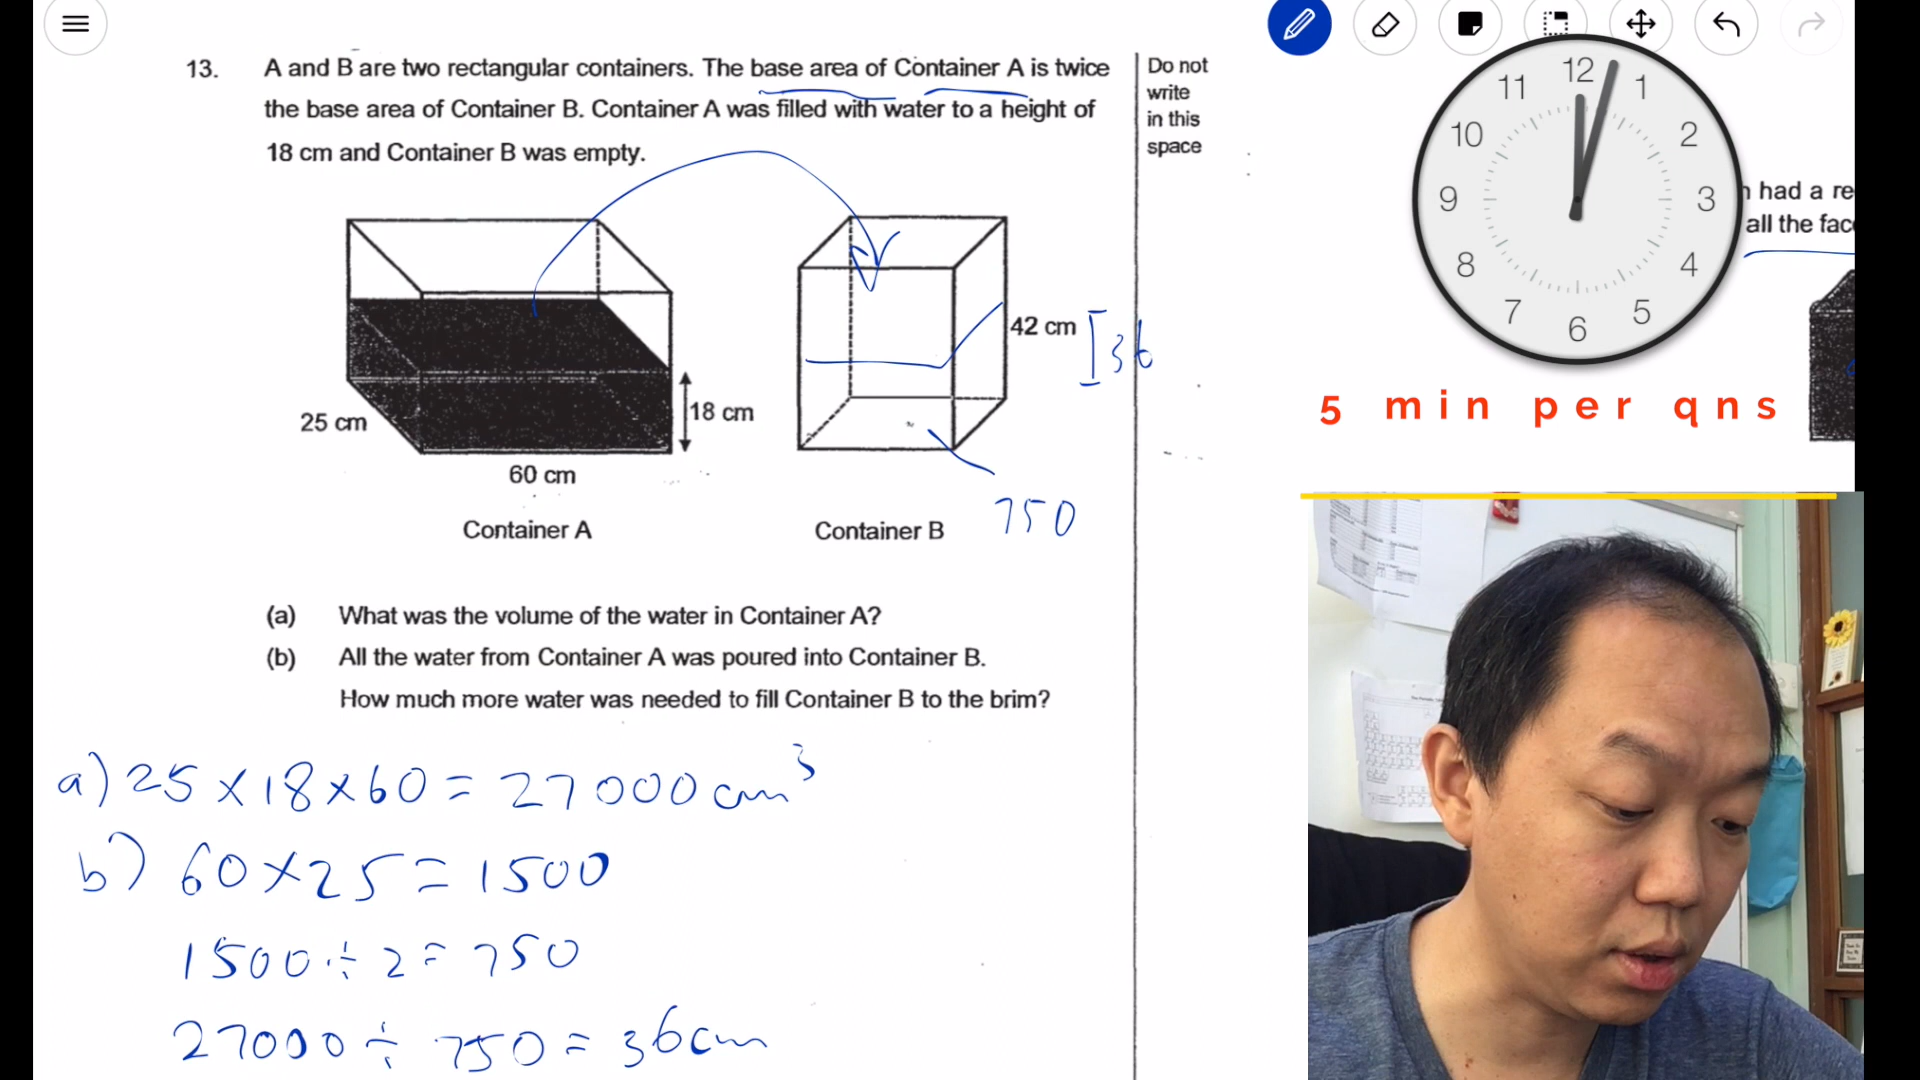 13. A and B are two rectangular containers. The base area of Container A is twice
the base area of Container B. Container A was filled with water to a height of
18 cm and Container B was empty.
Do not
write
in this
space
25 cm
60 cm
18 cm
Container A
42 cm
36
750
Container B
(a) What was the volume of the water in Container A?
(b) All the water from Container A was poured into Container B.
How much more water was needed to fill Container B to the brim?
a) 25 × 18 × 60 = 27000 cm³
b) 60 × 25 = 1500
1500 ÷ 2 = 750
27000 ÷ 750 = 36cm
12
1
2
3
4
5
6
7
8
9
10
11
had a re
all the fac
5 min per qns